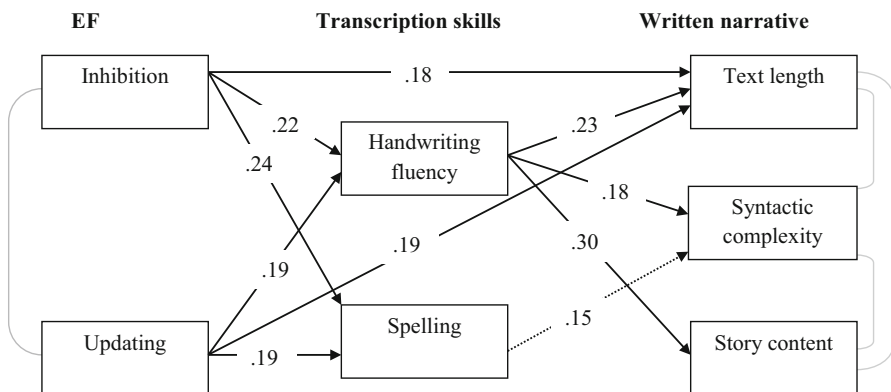 EF
Transcription skills
Written narrative
Inhibition
.18
Text length
.22
.23
Handwriting
fluency
.24
.18
Syntactic
complexity
.19
.19
.30
Spelling
.15
Updating
.19
Story content